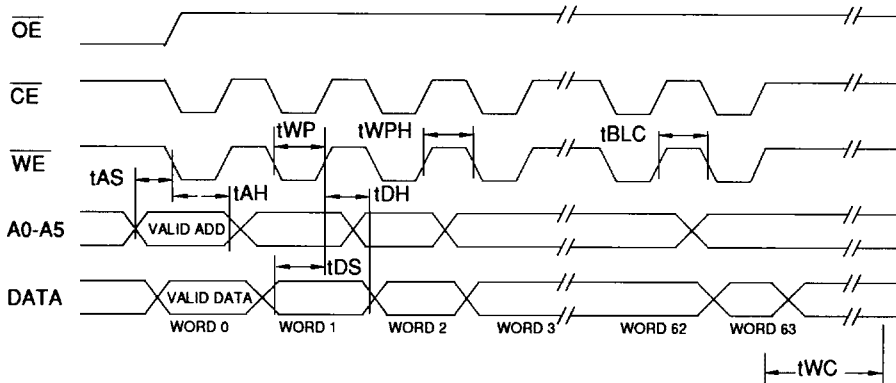 OE
CE
tWP
tWPH
tBLC
WE
tAS
tAH
tDH
A0-A5
VALID ADD
tDS
DATA
VALID DATA
WORD 0
WORD 1
WORD 2
WORD 3
WORD 62
WORD 63
tWC